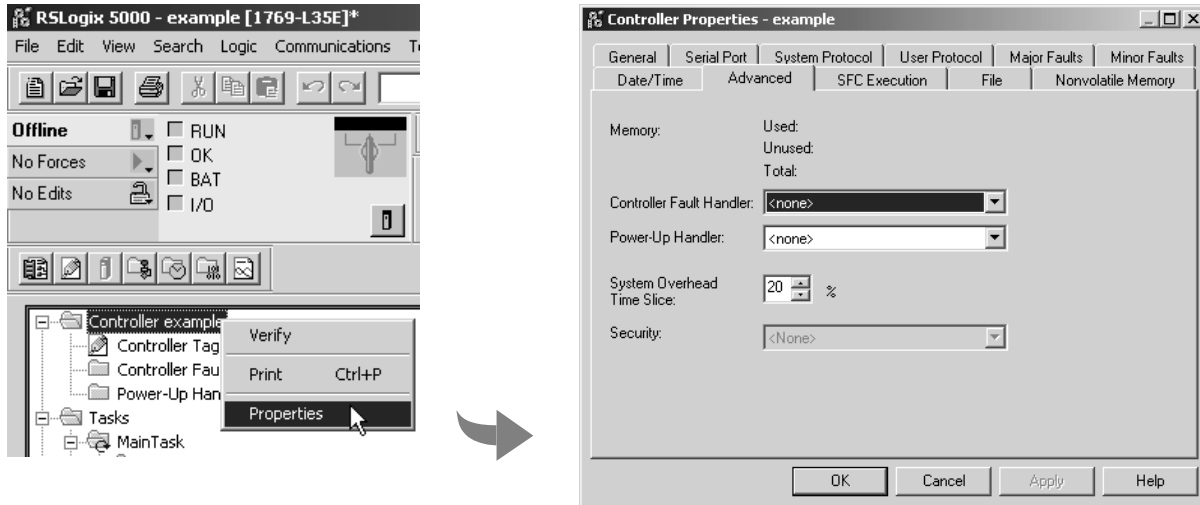 RSLogix 5000 - example [1769-L35E]*
File Edit View Search Logic Communications
Offline
RUN
No Forces
OK
No Edits
BAT
I/O
Controller example
Controller Tag
Controller Fau
Power-Up Han
Tasks
MainTask
Verify
Print Ctrl+P
Properties
Controller Properties - example
General Serial Port System Protocol User Protocol Major Faults Minor Faults
Date/Time Advanced SFC Execution File Nonvolatile Memory
Memory: Used:
Unused:
Total:
Controller Fault Handler: <none>
Power-Up Handler: <none>
System Overhead
Time Slice: 20 %
Security: <None>
OK Cancel Apply Help